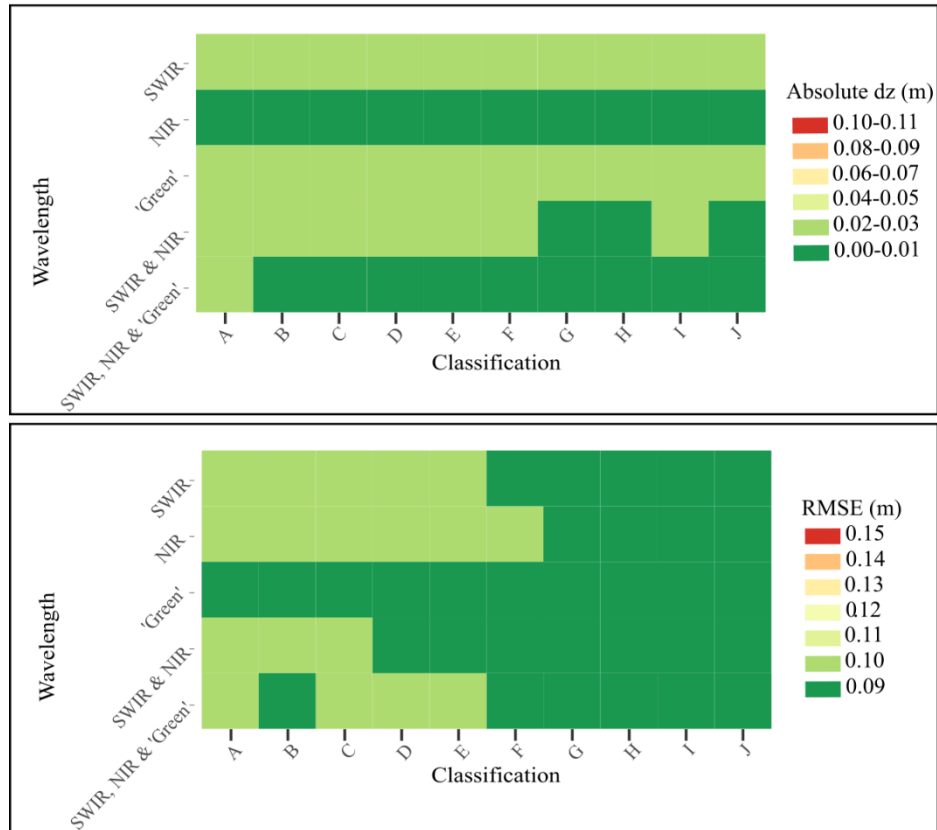 SWIR
NIR
'Green'
SWIR & NIR
SWIR, NIR & 'Green'
Wavelength
A B C D E F G H I J
Classification
Absolute dz (m)
0.10-0.11
0.08-0.09
0.06-0.07
0.04-0.05
0.02-0.03
0.00-0.01
SWIR
NIR
'Green'
SWIR & NIR
SWIR, NIR & 'Green'
Wavelength
A B C D E F G H I J
Classification
RMSE (m)
0.15
0.14
0.13
0.12
0.11
0.10
0.09